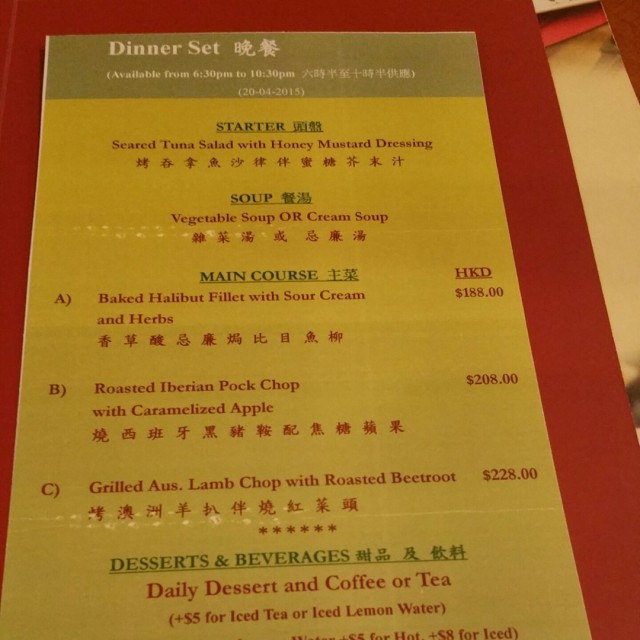 Dinner Set 晚餐
(Available from 6:30pm to 10:30pm 六時半至十時半供應)
(20-04-2015)
STARTER 頭盤
Seared Tuna Salad with Honey Mustard Dressing
烤吞拿魚沙律伴蜜糖芥末汁
SOUP 餐湯
Vegetable Soup OR Cream Soup
雜菜湯或 忌廉湯
MAIN COURSE 主菜 HKD
A) Baked Halibut Fillet with Sour Cream $188.00
and Herbs
香草酸忌廉焗比目魚柳
B) Roasted Iberian Pock Chop $208.00
with Caramelized Apple
燒西班牙黑豬鞍配焦糖蘋果
C) Grilled Aus. Lamb Chop with Roasted Beetroot $228.00
烤澳洲羊扒伴燒紅菜頭
******
DESSERTS & BEVERAGES 甜品 及 飲料
Daily Dessert and Coffee or Tea
(+$5 for Iced Tea or Iced Lemon Water)
Water +$5 for Hot, +$8 for Iced)